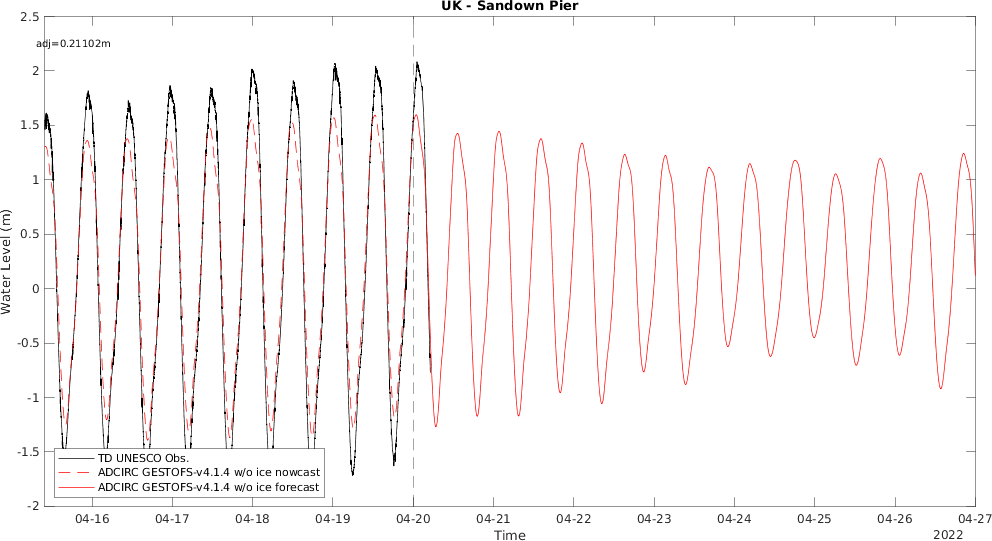 UK - Sandown Pier
adj=0.21102m
2.5
2
1.5
1
0.5
0
-0.5
-1
-1.5
-2
Water Level (m)
TD UNESCO Obs.
ADCIRC GESTOFS-v4.1.4 w/o ice nowcast
ADCIRC GESTOFS-v4.1.4 w/o ice forecast
04-16 04-17 04-18 04-19 04-20 04-21 04-22 04-23 04-24 04-25 04-26 04-27
Time
2022